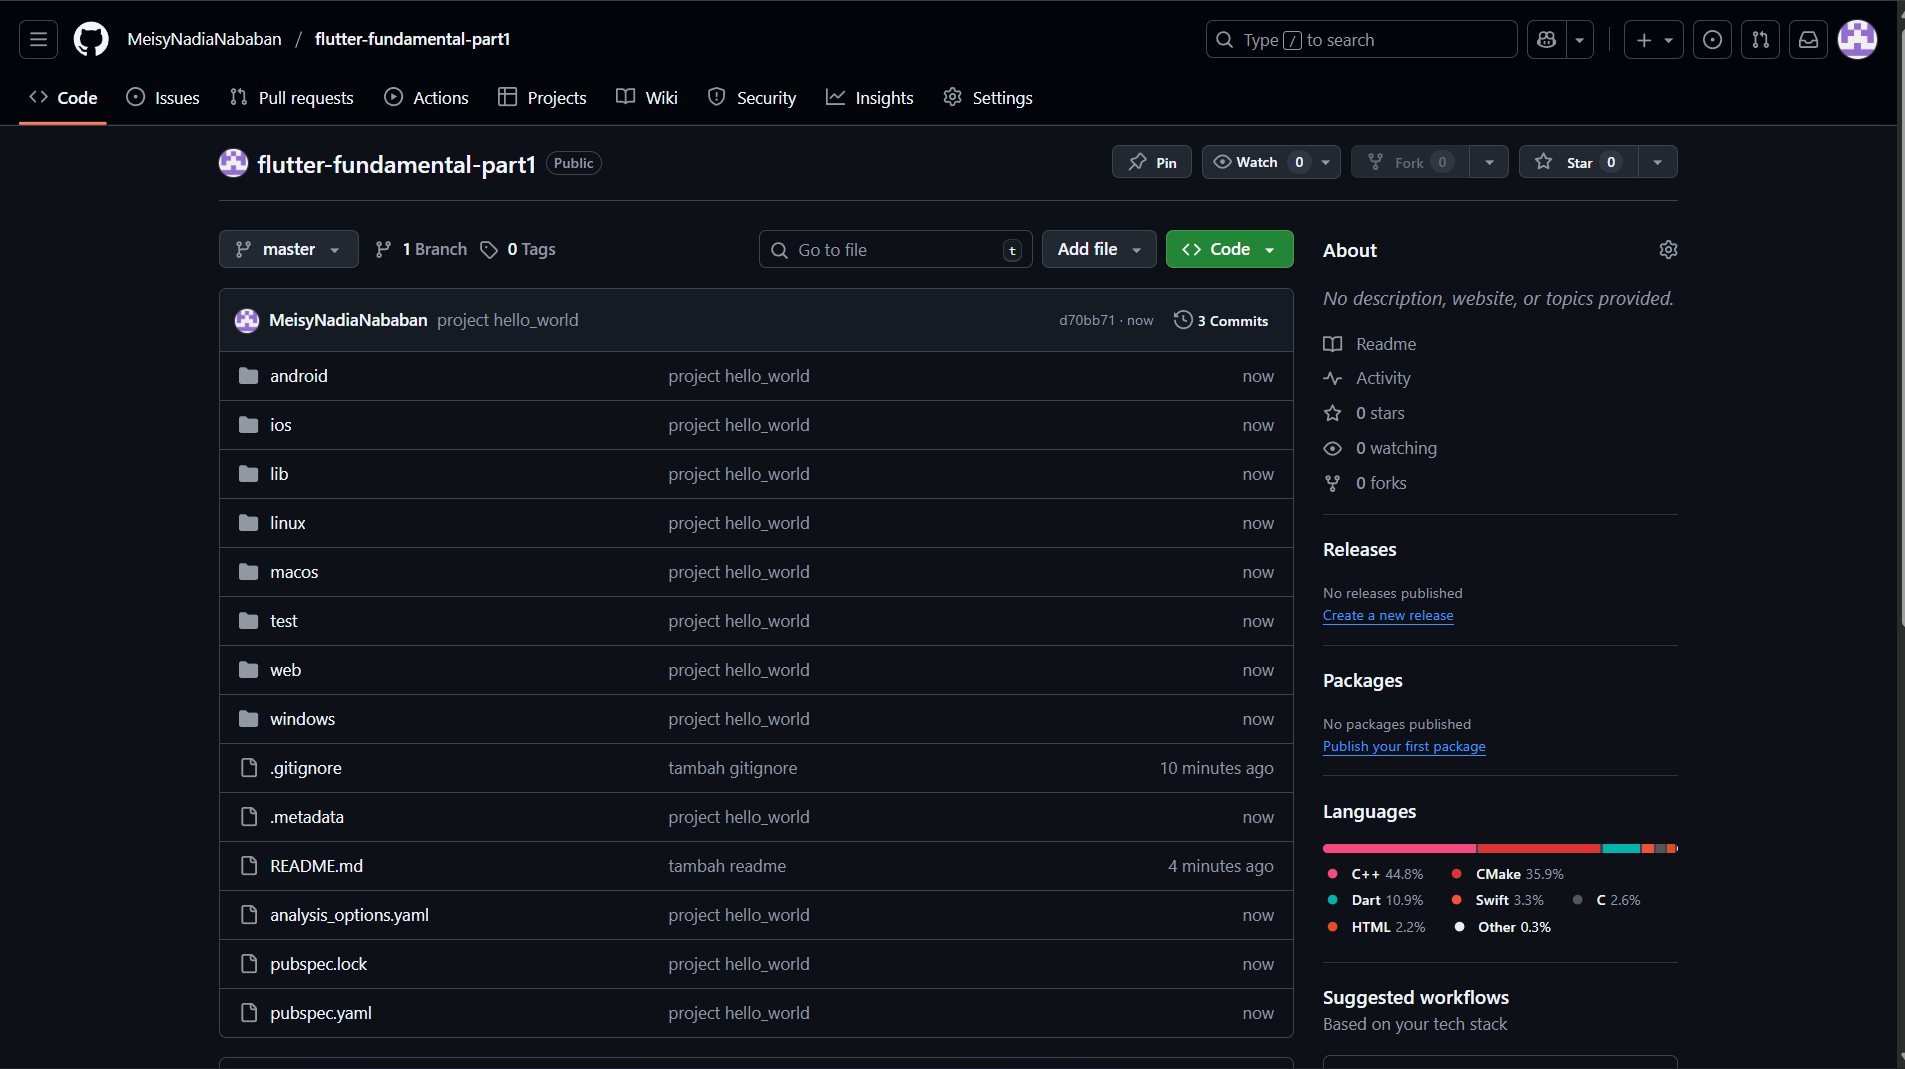 MeisyNadiaNababan / flutter-fundamental-part1
Type / to search
Code
Issues
Pull requests
Actions
Projects
Wiki
Security
Insights
Settings
flutter-fundamental-part1 Public
Pin
Watch 0
Fork 0
Star 0
master
1 Branch
0 Tags
Go to file t
Add file
Code
MeisyNadiaNababan project hello_world d70bb71 · now 3 Commits
android project hello_world now
ios project hello_world now
lib project hello_world now
linux project hello_world now
macos project hello_world now
test project hello_world now
web project hello_world now
windows project hello_world now
.gitignore tambah gitignore 10 minutes ago
.metadata project hello_world now
README.md tambah readme 4 minutes ago
analysis_options.yaml project hello_world now
pubspec.lock project hello_world now
pubspec.yaml project hello_world now
About
No description, website, or topics provided.
Readme
Activity
0 stars
0 watching
0 forks
Releases
No releases published
Create a new release
Packages
No packages published
Publish your first package
Languages
C++ 44.8% CMake 35.9%
Dart 10.9% Swift 3.3% C 2.6%
HTML 2.2% Other 0.3%
Suggested workflows
Based on your tech stack